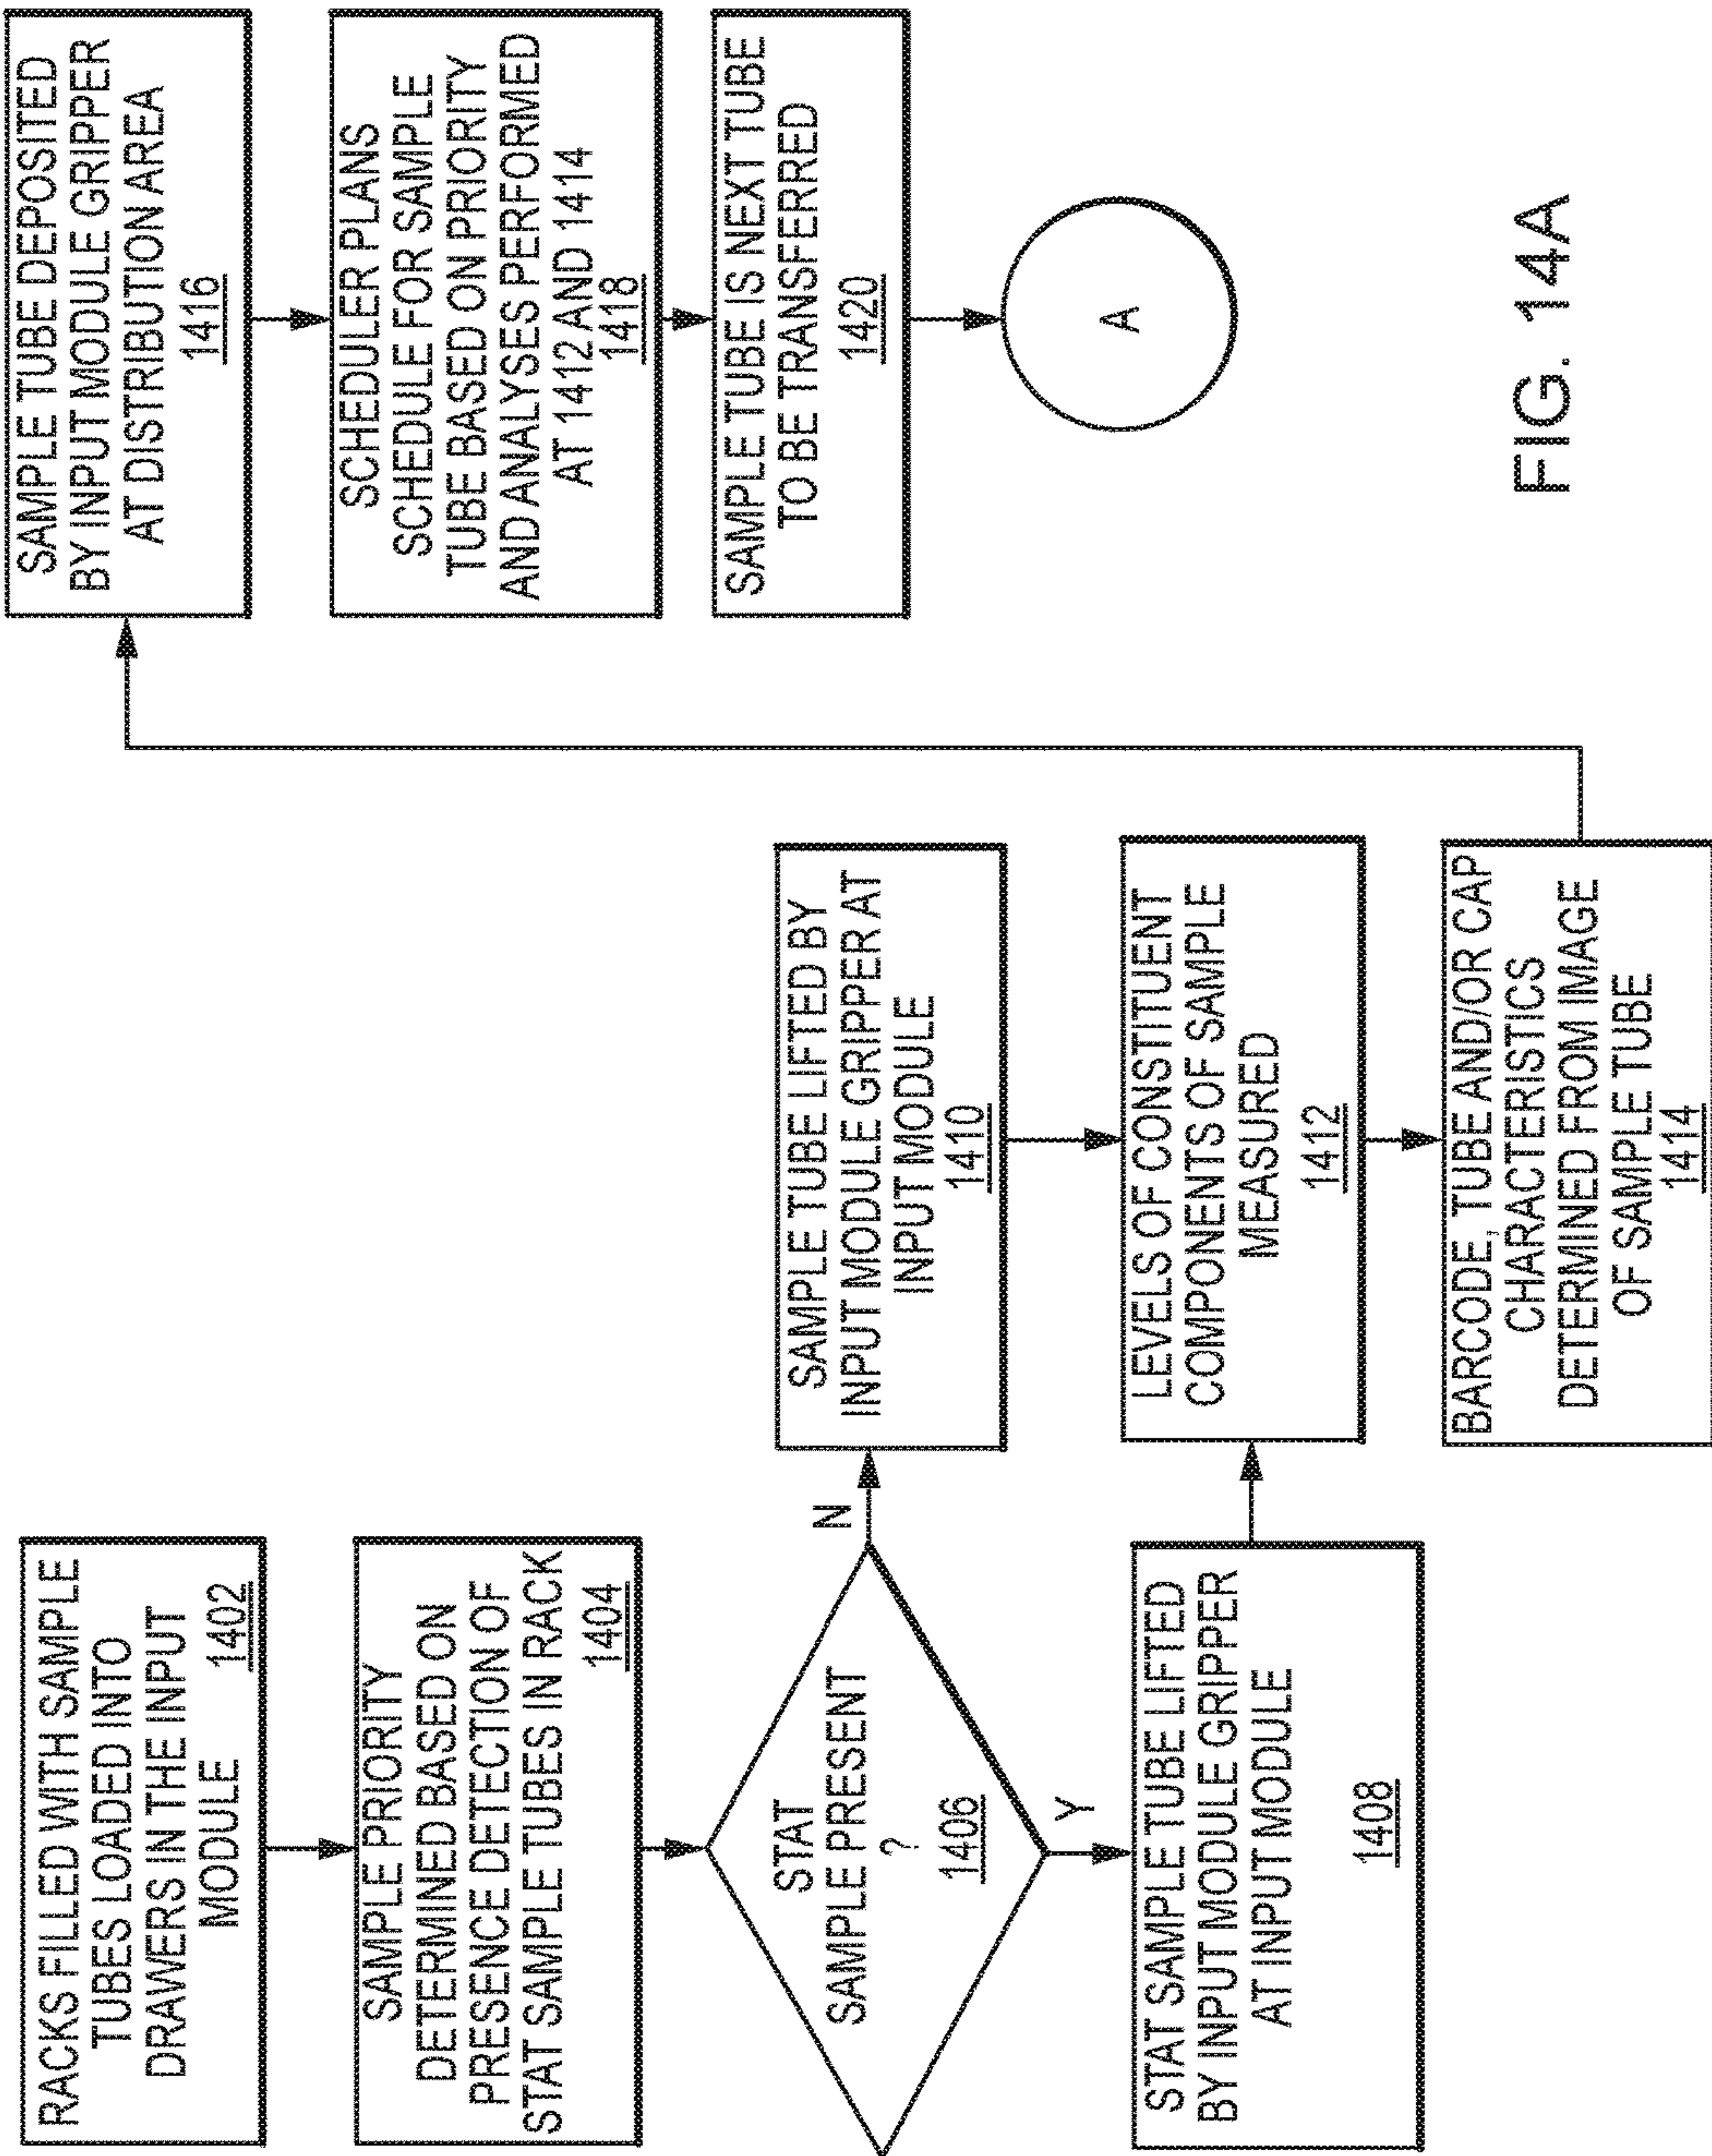 RACKS FILLED WITH SAMPLE
TUBES LOADED INTO
DRAWERS IN THE INPUT
MODULE 1402
SAMPLE PRIORITY
DETERMINED BASED ON
PRESENCE DETECTION OF
STAT SAMPLE TUBES IN RACK
1404
STAT
SAMPLE PRESENT
?
1406
N
Y
STAT SAMPLE TUBE LIFTED
BY INPUT MODULE GRIPPER
AT INPUT MODULE
1408
SAMPLE TUBE LIFTED BY
INPUT MODULE GRIPPER AT
INPUT MODULE
1410
LEVELS OF CONSTITUENT
COMPONENTS OF SAMPLE
MEASURED
1412
BARCODE, TUBE AND/OR CAP
CHARACTERISTICS
DETERMINED FROM IMAGE
OF SAMPLE TUBE
1414
SAMPLE TUBE DEPOSITED
BY INPUT MODULE GRIPPER
AT DISTRIBUTION AREA
1416
SCHEDULER PLANS
SCHEDULE FOR SAMPLE
TUBE BASED ON PRIORITY
AND ANALYSES PERFORMED
AT 1412 AND 1414
1418
SAMPLE TUBE IS NEXT TUBE
TO BE TRANSFERRED
1420
A
FIG. 14A